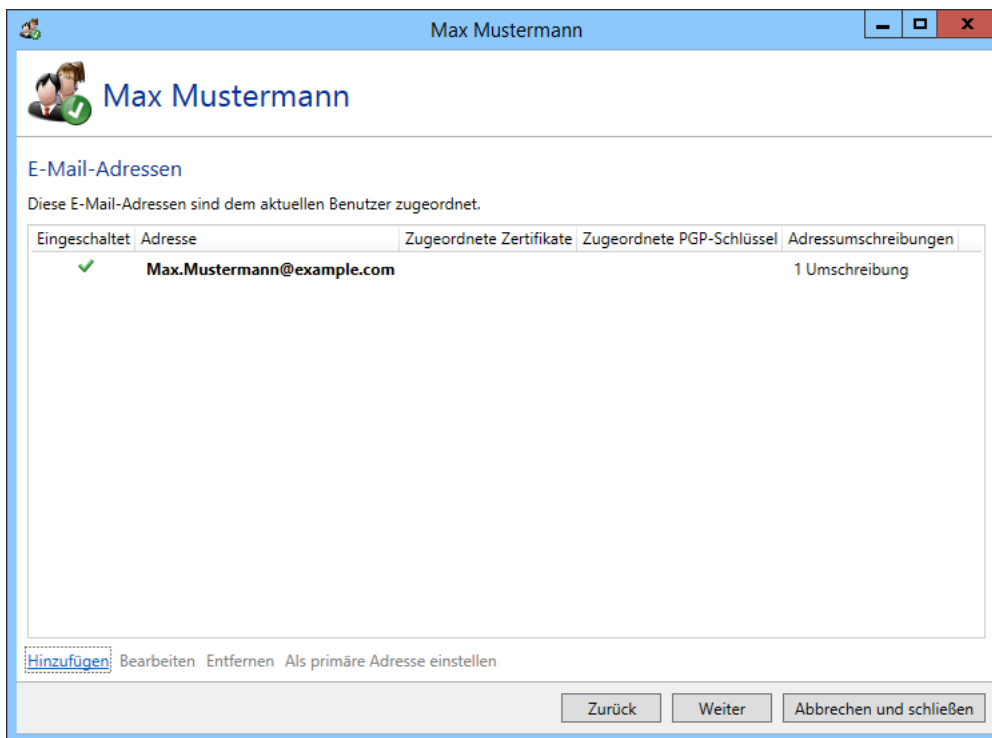 Max Mustermann
Max Mustermann
E-Mail-Adressen
Diese E-Mail-Adressen sind dem aktuellen Benutzer zugeordnet.
Eingeschaltet Adresse Zugeordnete Zertifikate Zugeordnete PGP-Schlüssel Adressumschreibungen
Max.Mustermann@example.com 1 Umschreibung
Hinzufügen Bearbeiten Entfernen Als primäre Adresse einstellen
Zurück Weiter Abbrechen und schließen